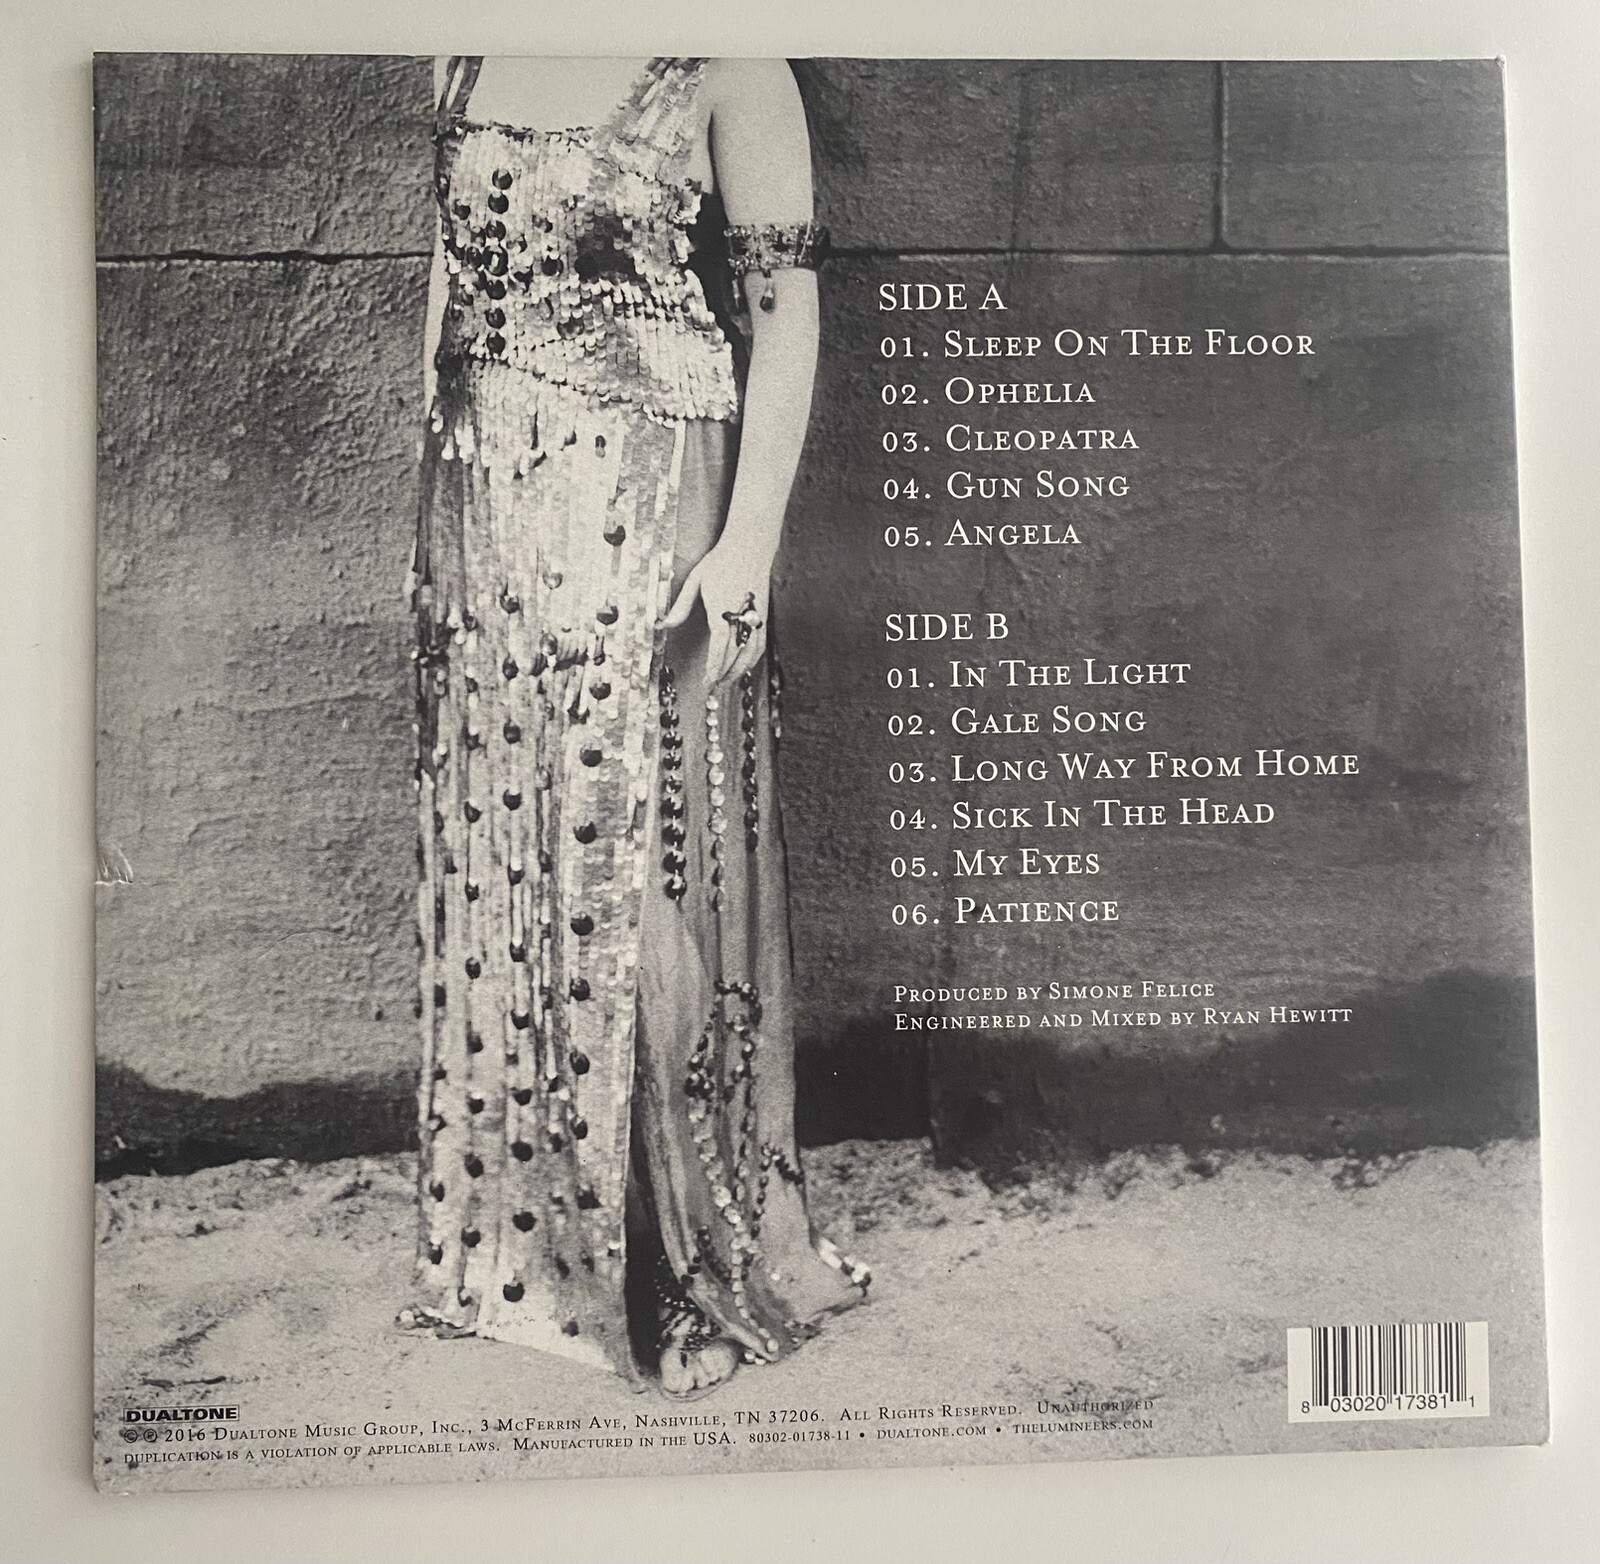 SIDE A
01. Sleep On The Floor
02. Ophelia
03. Cleopatra
04. Gun Song
05. Angela
SIDE B
01. In The Light
02. Gale Song
03. Long Way From Home
04. Sick In The Head
05. My Eyes
06. Patience
Produced by Simone Felice
Engineered and Mixed by Ryan Hewitt
DUALTONE
© ℗ 2016 Dualtone Music Group, Inc., 3 McFerrin Ave, Nashville, TN 37206. All Rights Reserved. Unauthorized
duplication is a violation of applicable laws. Manufactured in the USA. 80302-01738-11 • dualtone.com • thelumineers.com
8 03020 17381 1